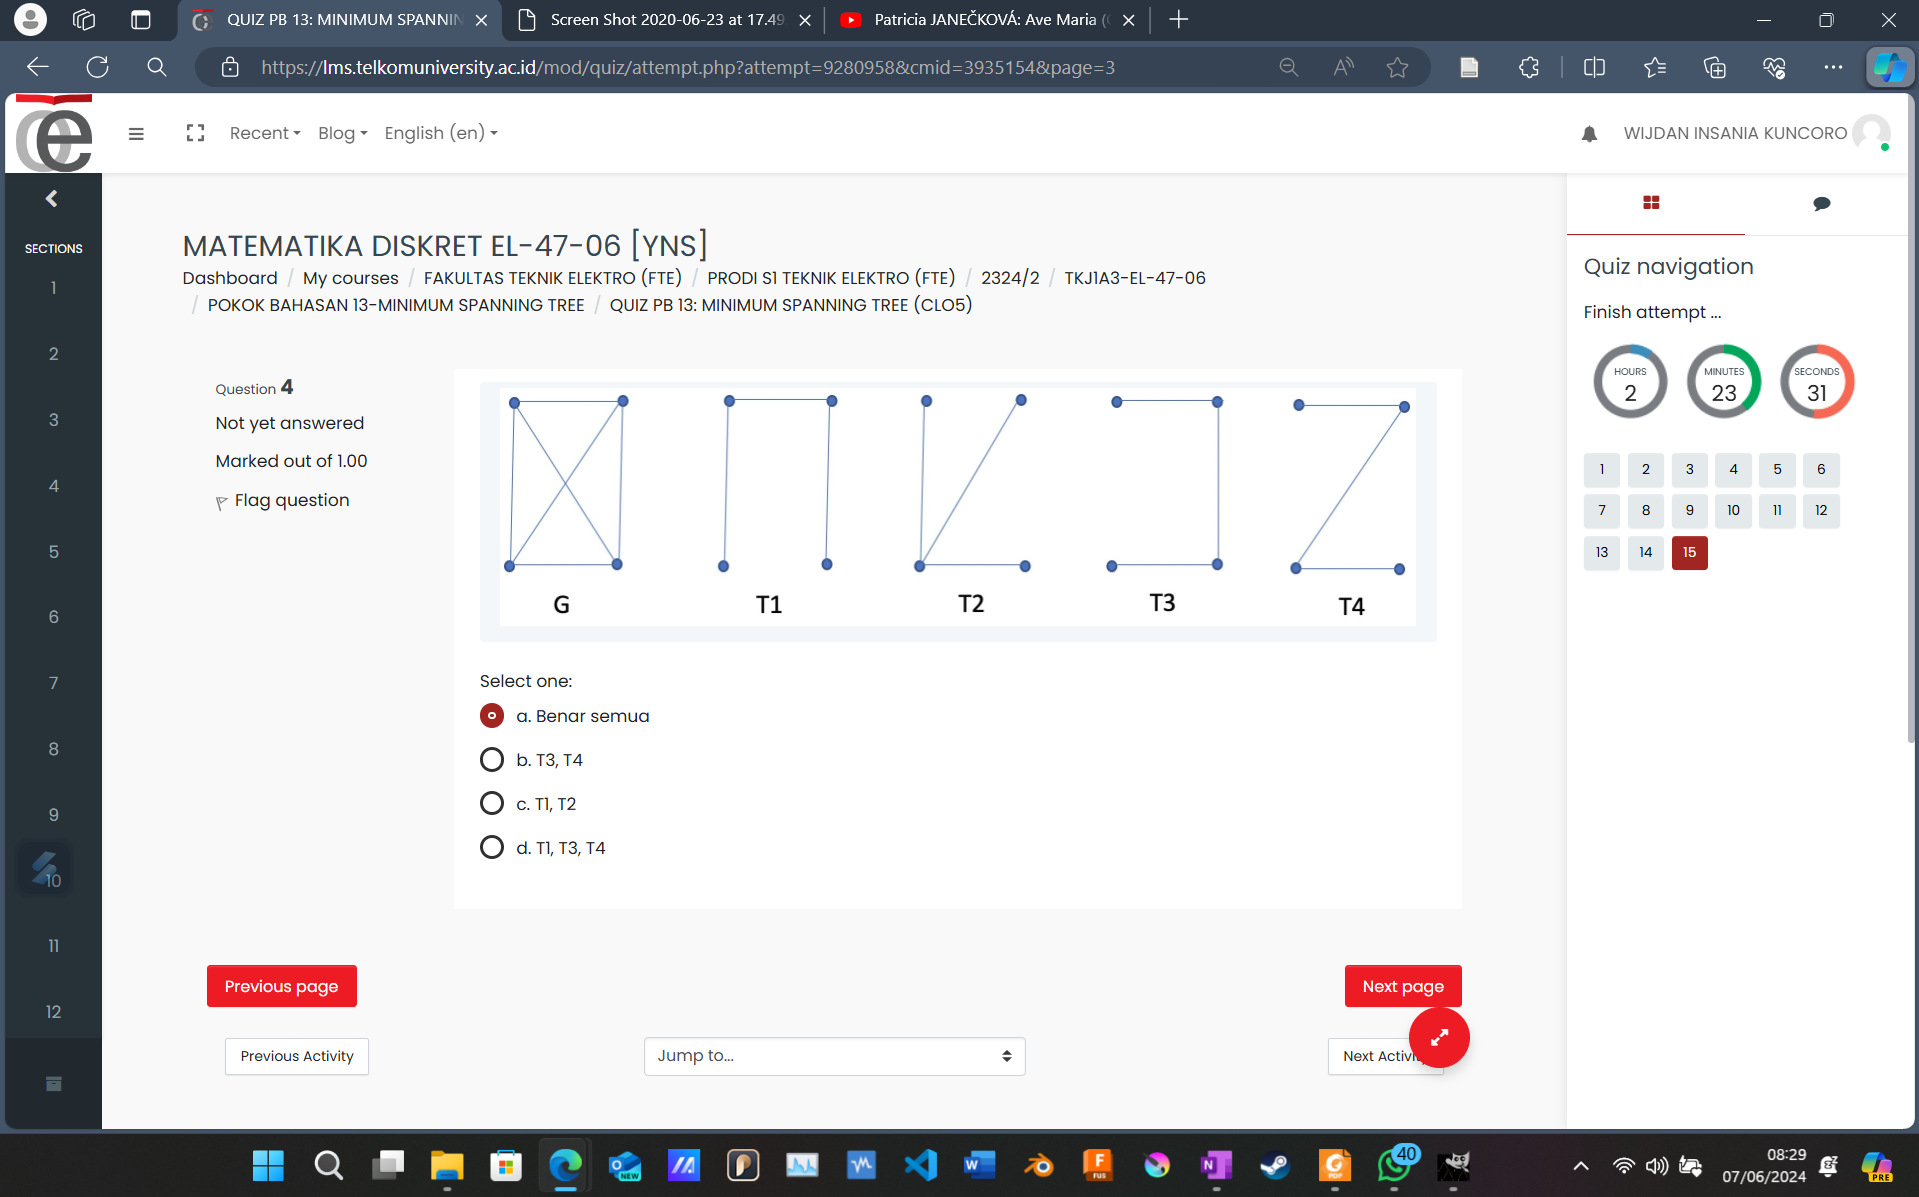 QUIZ PB 13: MINIMUM SPANNIN
Screen Shot 2020-06-23 at 17.49
Patricia JANEČKOVÁ: Ave Maria (
https://lms.telkomuniversity.ac.id/mod/quiz/attempt.php?attempt=9280958&cmid=3935154&page=3
Recent
Blog
English (en)
WIJDAN INSANIA KUNCORO
SECTIONS
1
2
3
4
5
6
7
8
9
10
11
12
MATEMATIKA DISKRET EL-47-06 [YNS]
Dashboard / My courses / FAKULTAS TEKNIK ELEKTRO (FTE) / PRODI S1 TEKNIK ELEKTRO (FTE) / 2324/2 / TKJ1A3-EL-47-06
/ POKOK BAHASAN 13-MINIMUM SPANNING TREE / QUIZ PB 13: MINIMUM SPANNING TREE (CLO5)
Question 4
Not yet answered
Marked out of 1.00
Flag question
G T1 T2 T3 T4
Select one:
a. Benar semua
b. T3, T4
c. T1, T2
d. T1, T3, T4
Previous page
Next page
Previous Activity
Jump to...
Next Activi
Quiz navigation
Finish attempt ...
HOURS MINUTES SECONDS
2 23 31
1 2 3 4 5 6
7 8 9 10 11 12
13 14 15
NEW
FUS
PDF
40
08:29
07/06/2024
PRE